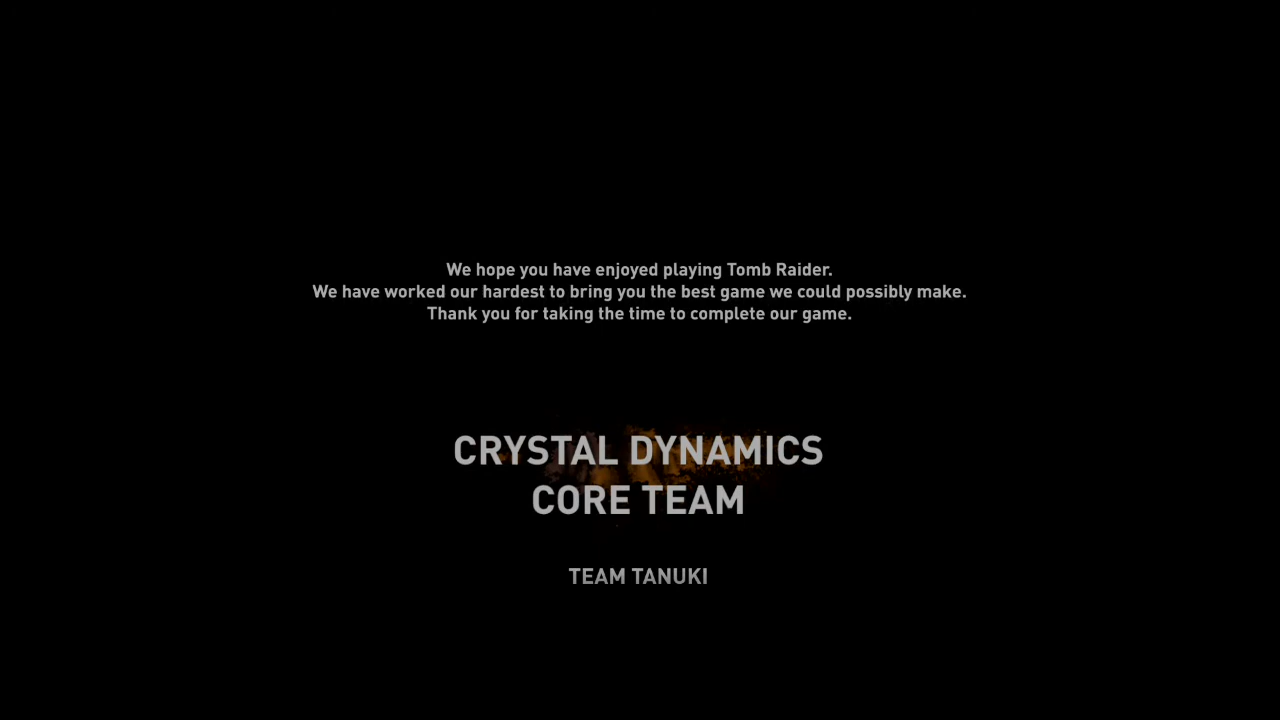 We hope you have enjoyed playing Tomb Raider.
We have worked our hardest to bring you the best game we could possibly make.
Thank you for taking the time to complete our game.
CRYSTAL DYNAMICS
CORE TEAM
TEAM TANUKI